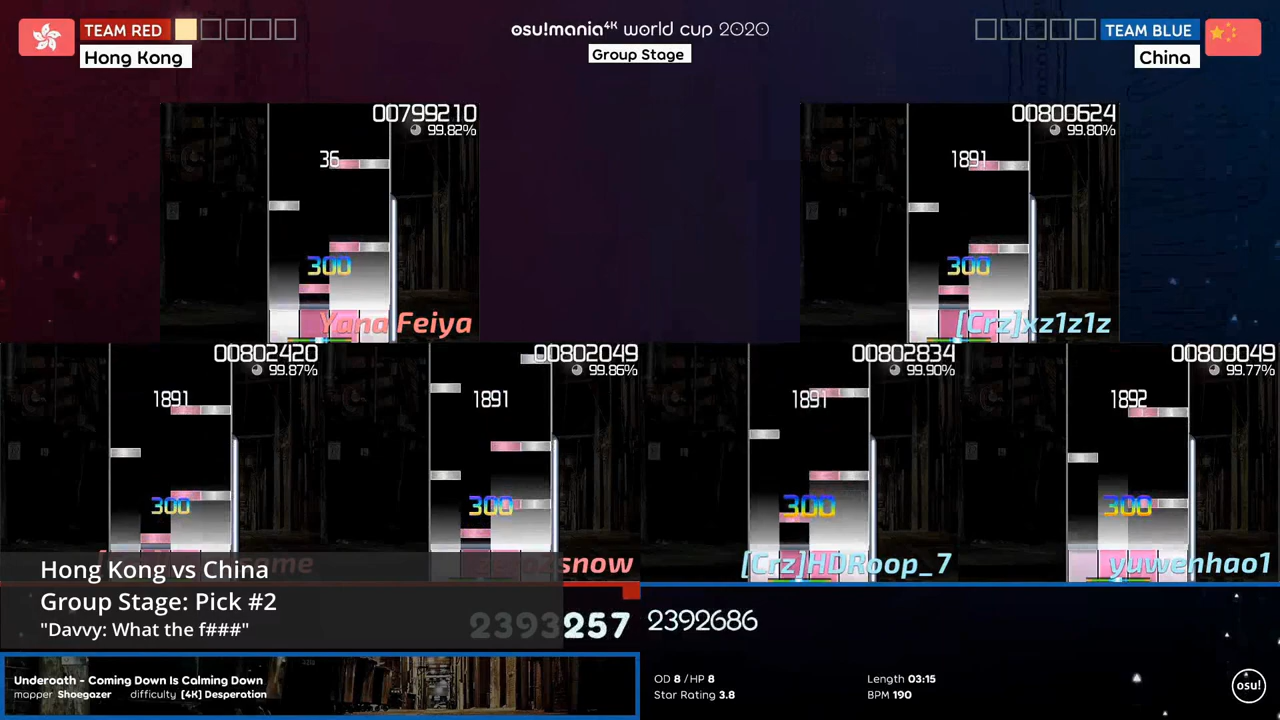 TEAM RED
Hong Kong
osu!mania4K world cup 2020
Group Stage
TEAM BLUE
China
00799210
99.82%
36
300
Yana Feiya
00800624
99.80%
1891
300
[Crz]xz1z1z
00802420
99.87%
1891
300
00802049
99.86%
1891
300
snow
00802834
99.90%
1891
300
[Crz]HDRoop_7
00800049
99.77%
1892
300
yuwenhao1
Hong Kong vs China
Group Stage: Pick #2
"Davvy: What the f###"
2393257
2392686
Underoath - Coming Down Is Calming Down
mapper Shoegazer difficulty [4K] Desperation
OD 8 / HP 8
Star Rating 3.8
Length 03:15
BPM 190
osu!